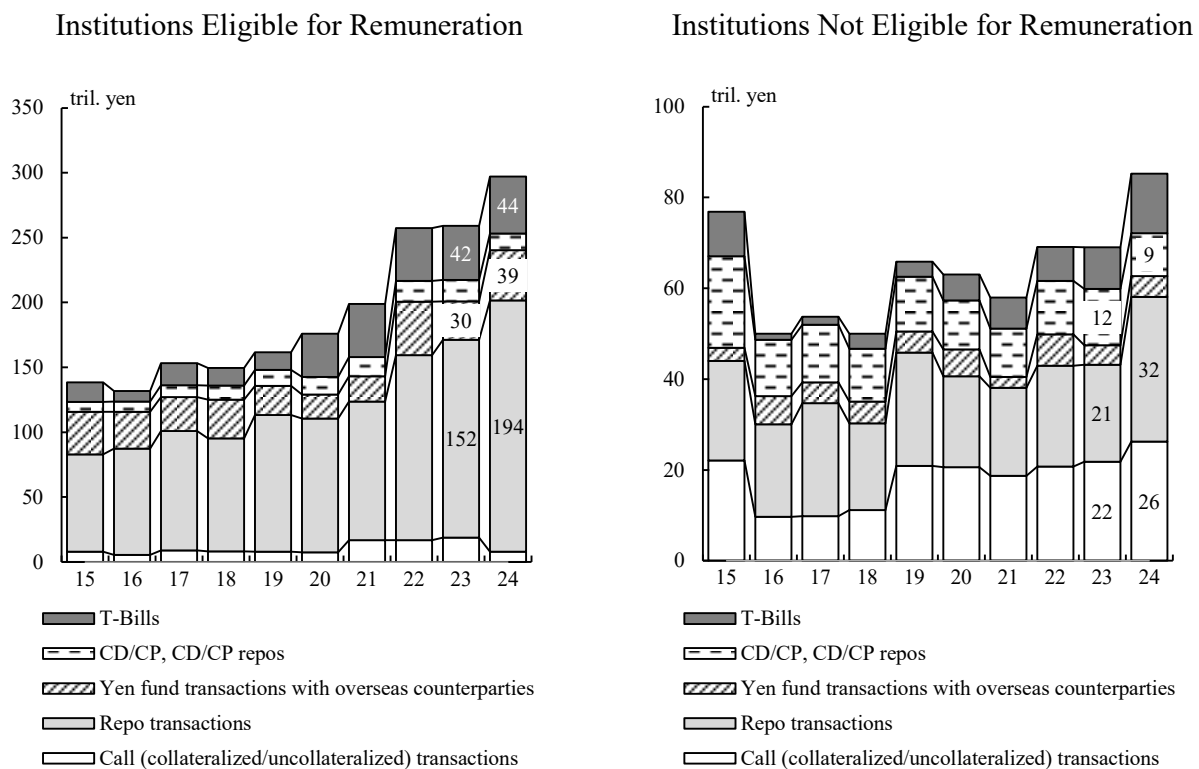 Institutions Eligible for Remuneration
tril. yen
350
300
250
200
150
100
50
0
44
39
194
42
30
152
15 16 17 18 19 20 21 22 23 24
T-Bills
CD/CP, CD/CP repos
Yen fund transactions with overseas counterparties
Repo transactions
Call (collateralized/uncollateralized) transactions
Institutions Not Eligible for Remuneration
tril. yen
100
80
60
40
20
0
9
32
26
12
21
22
15 16 17 18 19 20 21 22 23 24
T-Bills
CD/CP, CD/CP repos
Yen fund transactions with overseas counterparties
Repo transactions
Call (collateralized/uncollateralized) transactions